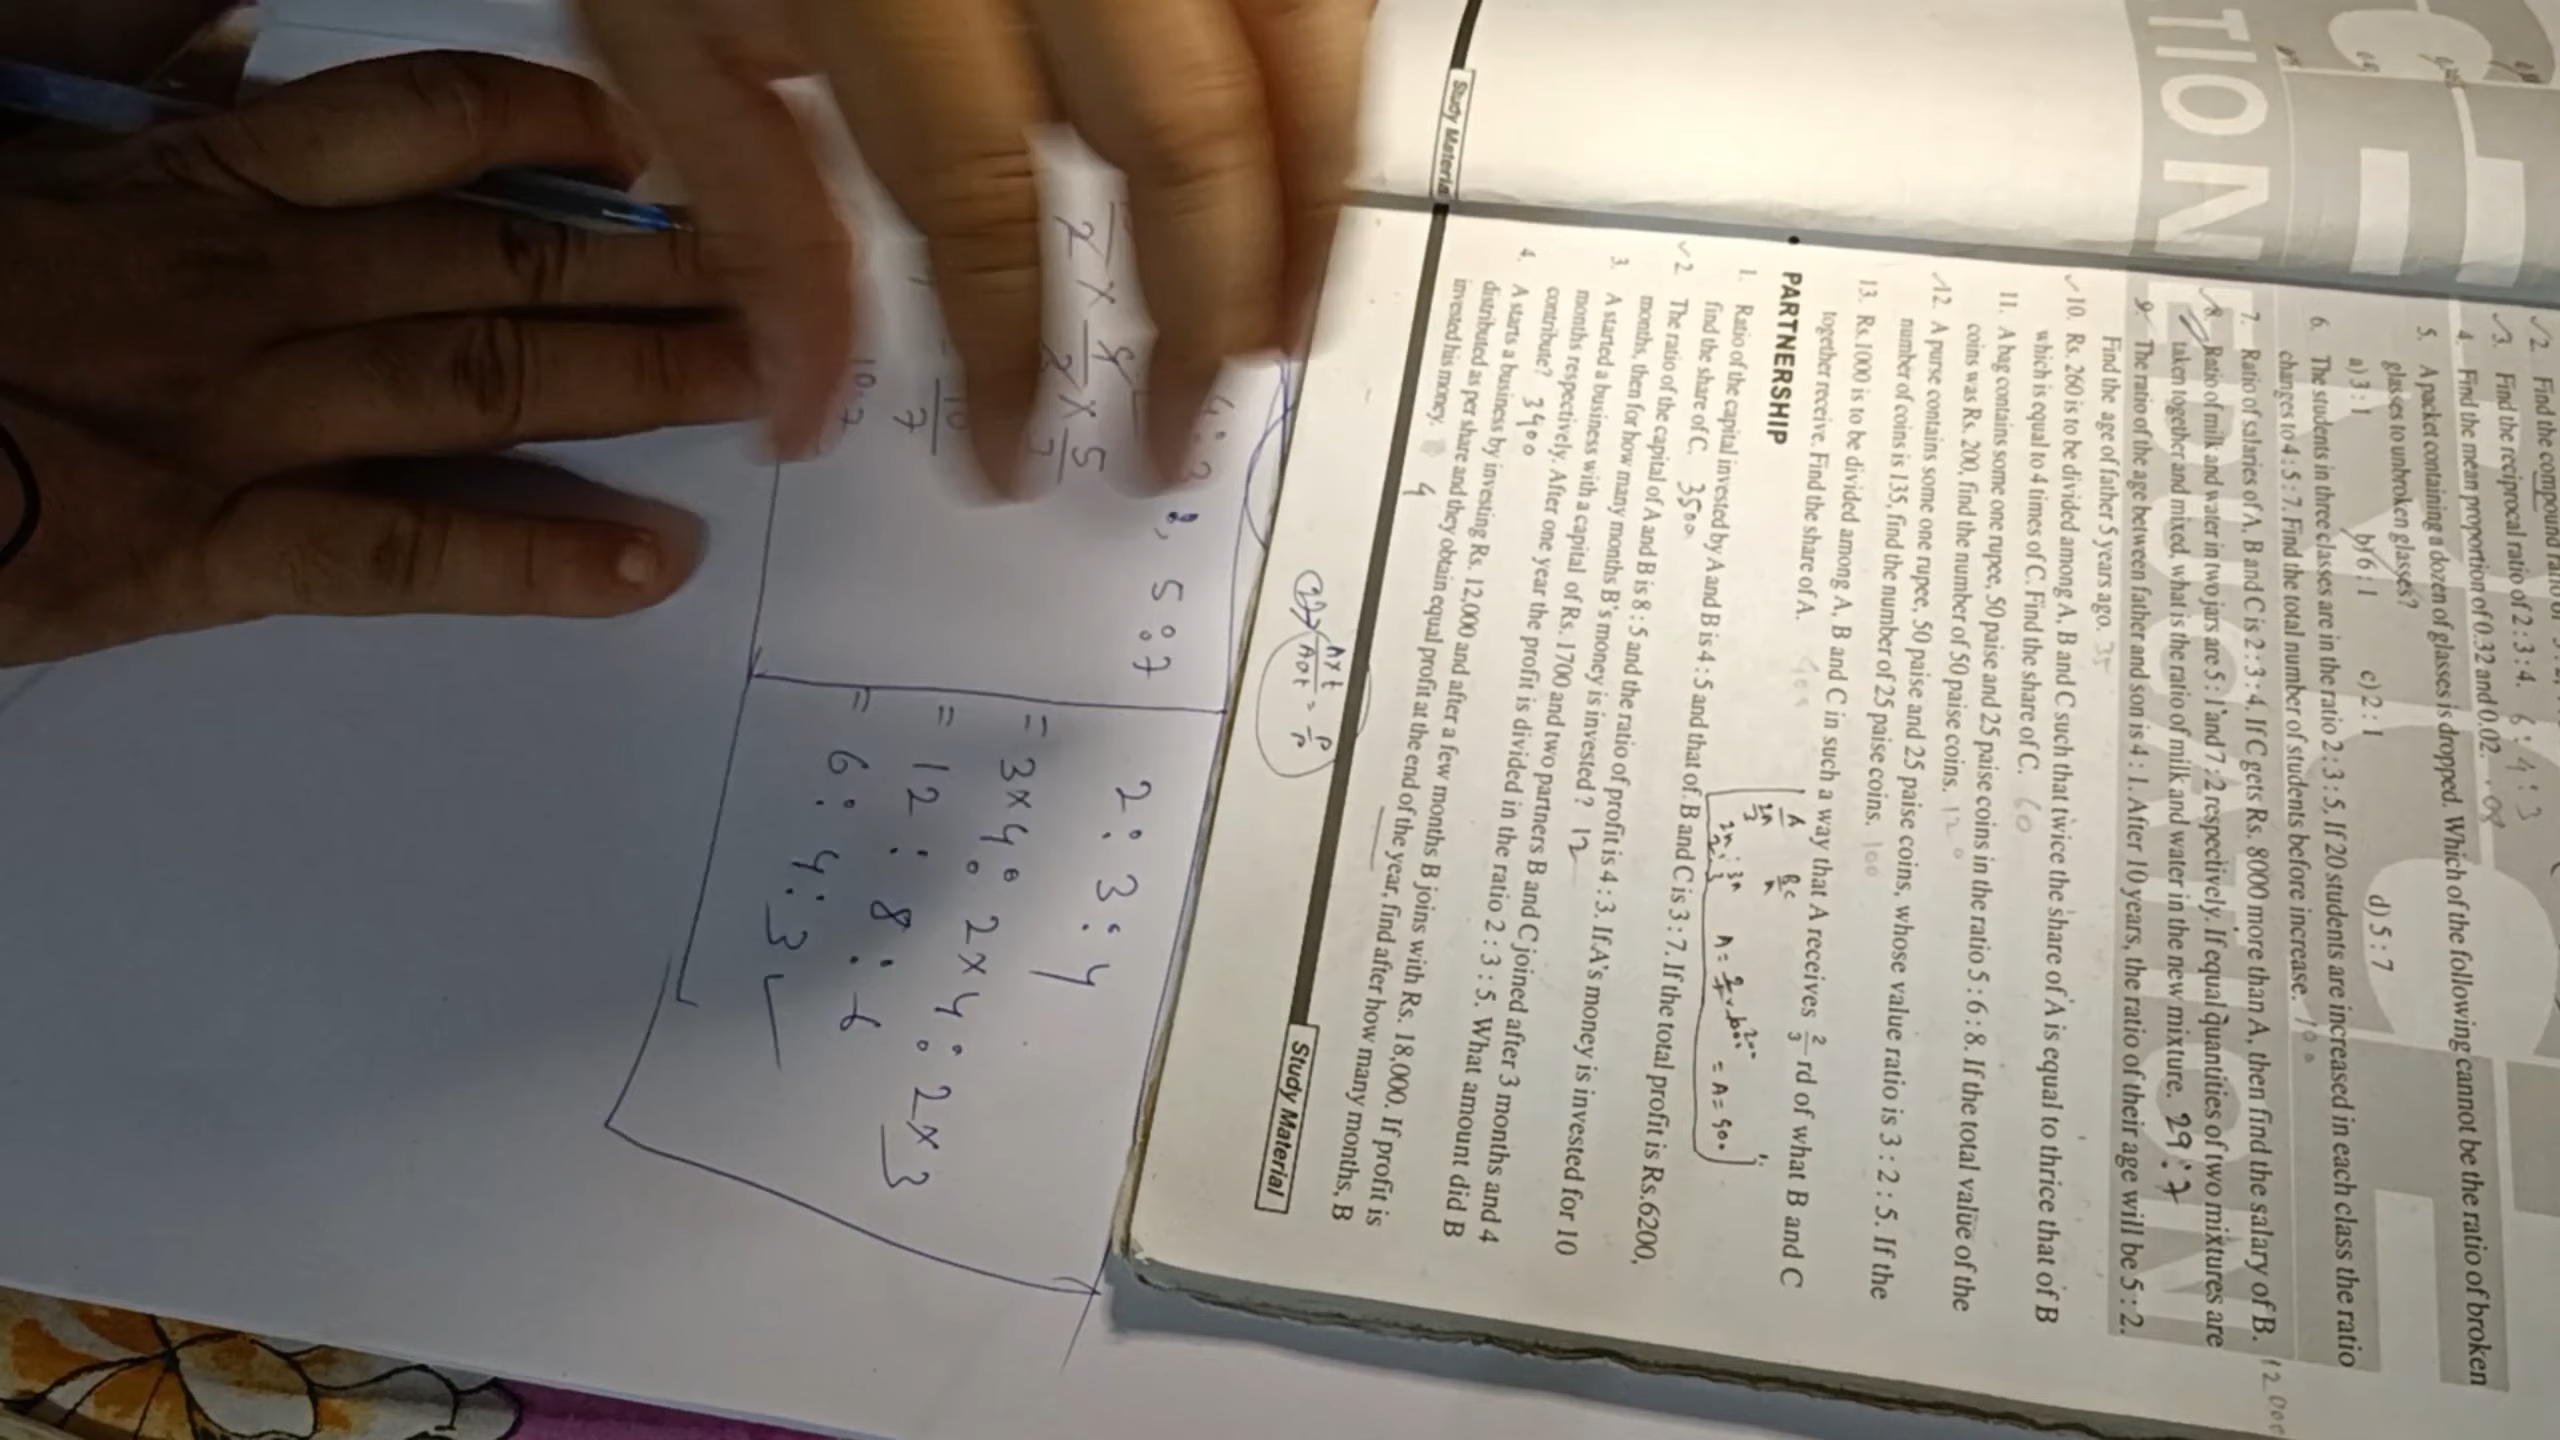 2. Find the compound ratio of
3. Find the reciprocal ratio of 2 : 3 : 4. 6 : 4 : 3
4. Find the mean proportion of 0.32 and 0.02. .08
5. A packet containing a dozen of glasses is dropped. Which of the following cannot be the ratio of broken
glasses to unbroken glasses?
a) 3 : 1 b) 6 : 1 c) 2 : 1 d) 5 : 7
6. The students in three classes are in the ratio 2 : 3 : 5, If 20 students are increased in each class the ratio
changes to 4 : 5 : 7. Find the total number of students before increase. 100
7. Ratio of salaries of A, B and C is 2 : 3 : 4. If C gets Rs. 8000 more than A, then find the salary of B. 12000
8. Ratio of milk and water in two jars are 5 : 1 and 7 : 2 respectively. If equal quantities of two mixtures are
taken together and mixed, what is the ratio of milk and water in the new mixture. 29:7
9. The ratio of the age between father and son is 4 : 1. After 10 years, the ratio of their age will be 5 : 2.
Find the age of father 5 years ago. 35
10. Rs. 260 is to be divided among A, B and C such that twice the share of A is equal to thrice that of B
which is equal to 4 times of C. Find the share of C. 60
11. A bag contains some one rupee, 50 paise and 25 paise coins in the ratio 5 : 6 : 8. If the total value of the
coins was Rs. 200, find the number of 50 paise coins. 120
12. A purse contains some one rupee, 50 paise and 25 paise coins, whose value ratio is 3 : 2 : 5. If the
number of coins is 135, find the number of 25 paise coins. 100
13. Rs. 1000 is to be divided among A, B and C in such a way that A receives 2/3 rd of what B and C
together receive. Find the share of A. 400
PARTNERSHIP
1. Ratio of the capital invested by A and B is 4 : 5 and that of B and C is 3 : 7. If the total profit is Rs.6200,
find the share of C. 3500
2. The ratio of the capital of A and B is 8 : 5 and the ratio of profit is 4 : 3. If A's money is invested for 10
months, then for how many months B's money is invested? 12
3. A started a business with a capital of Rs. 1700 and two partners B and C joined after 3 months and 4
months respectively. After one year the profit is divided in the ratio 2 : 3 : 5. What amount did B
contribute? 3400
4. A starts a business by investing Rs. 12,000 and after a few months B joins with Rs. 18,000. If profit is
distributed as per share and they obtain equal profit at the end of the year, find after how many months, B
invested his money. 4
Study Material
Study Material
4:3 , 5:7
2 × 4 × 5
10
7
10:7
2 : 3 : 4
= 3×4 : 2×4 : 2×3
= 12 : 8 : 6
= 6 : 4 : 3